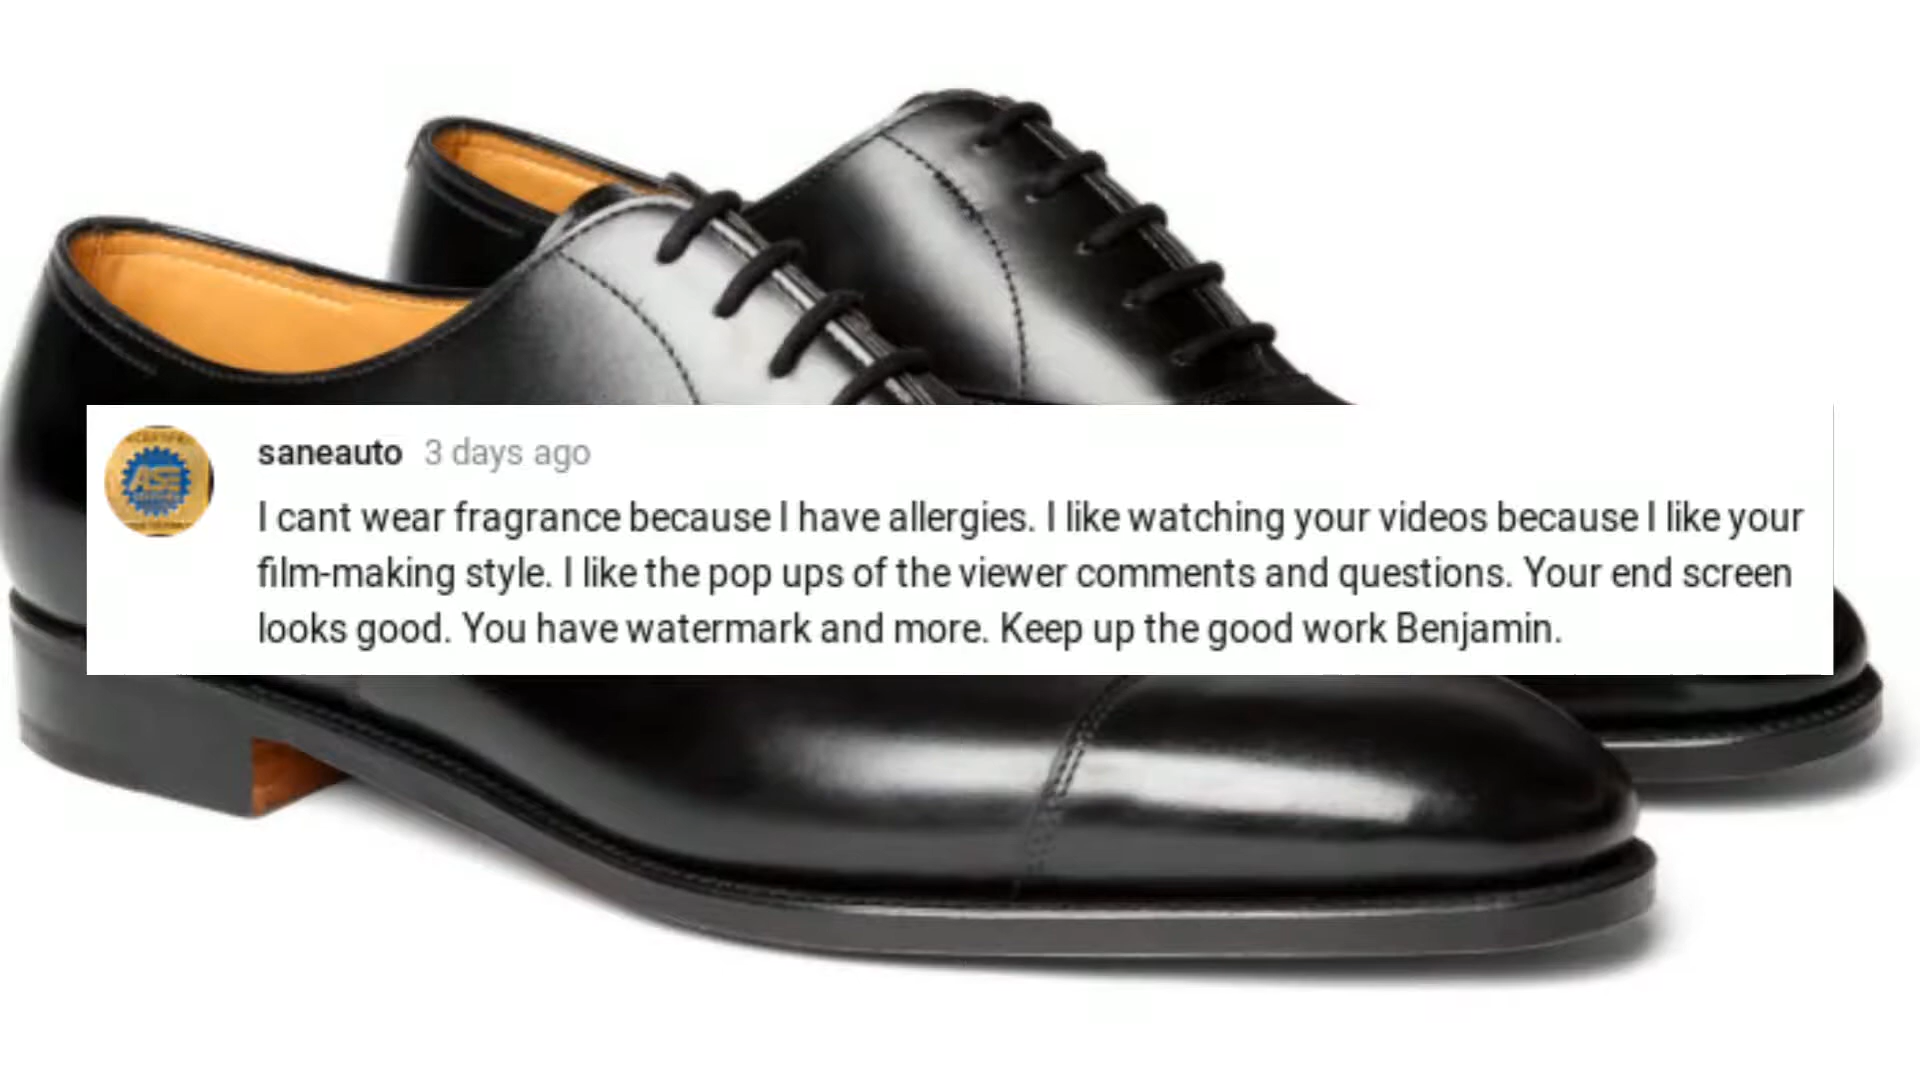 saneauto 3 days ago
I cant wear fragrance because I have allergies. I like watching your videos because I like your
film-making style. I like the pop ups of the viewer comments and questions. Your end screen
looks good. You have watermark and more. Keep up the good work Benjamin.
ASE